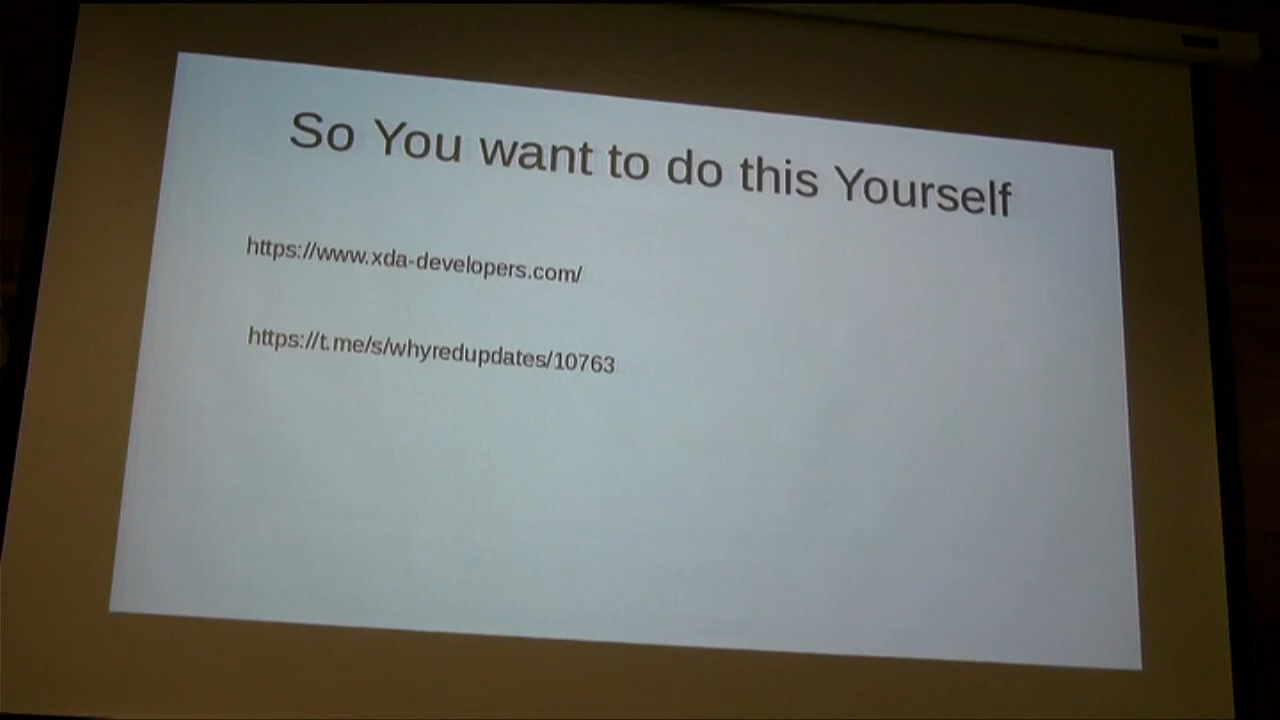 So You want to do this Yourself
https://www.xda-developers.com/
https://t.me/s/whyredupdates/10763